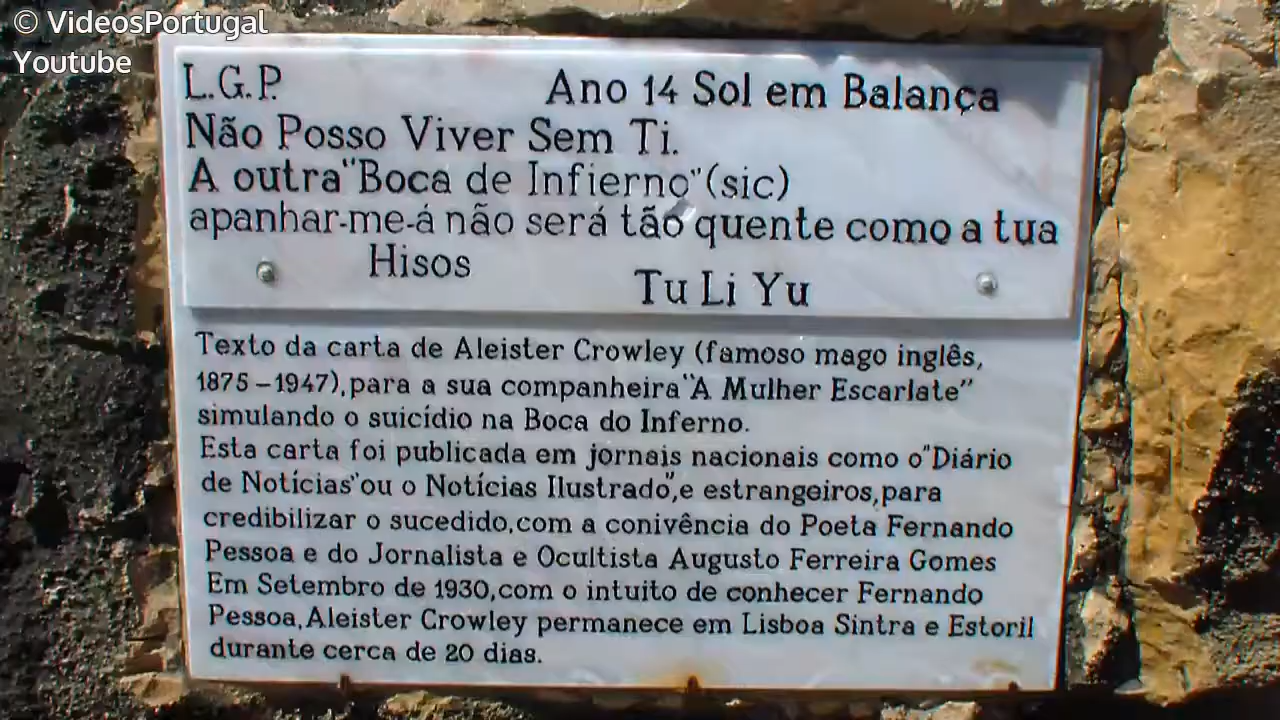 © VideosPortugal
Youtube
L.G.P. Ano 14 Sol em Balança
Não Posso Viver Sem Ti.
A outra "Boca de Infierno" (sic)
apanhar-me-á não será tão quente como a tua
Hisos
Tu Li Yu
Texto da carta de Aleister Crowley (famoso mago inglês,
1875 – 1947), para a sua companheira "A Mulher Escarlate"
simulando o suicídio na Boca do Inferno.
Esta carta foi publicada em jornais nacionais como o "Diário
de Notícias" ou o Notícias Ilustrado", e estrangeiros, para
credibilizar o sucedido, com a conivência do Poeta Fernando
Pessoa e do Jornalista e Ocultista Augusto Ferreira Gomes
Em Setembro de 1930, com o intuito de conhecer Fernando
Pessoa, Aleister Crowley permanece em Lisboa Sintra e Estoril
durante cerca de 20 dias.